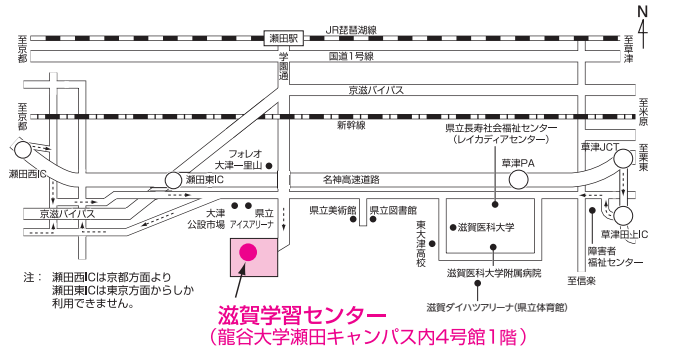 N
JR琵琶湖線
瀬田駅
至京都
至草津
国道1号線
学園通
京滋バイパス
至京都
新幹線
至米原
県立長寿社会福祉センター
(レイカディアセンター)
草津JCT
至栗東
フォレオ
大津一里山
草津PA
瀬田西IC
瀬田東IC
名神高速道路
京滋バイパス
大津
公設市場
県立
アイスアリーナ
県立美術館
県立図書館
東大津高校
滋賀医科大学
草津田上IC
障害者
福祉センター
滋賀医科大学附属病院
至信楽
注： 瀬田西ICは京都方面より
瀬田東ICは東京方面からしか
利用できません。
滋賀ダイハツアリーナ(県立体育館)
滋賀学習センター
(龍谷大学瀬田キャンパス内4号館1階)